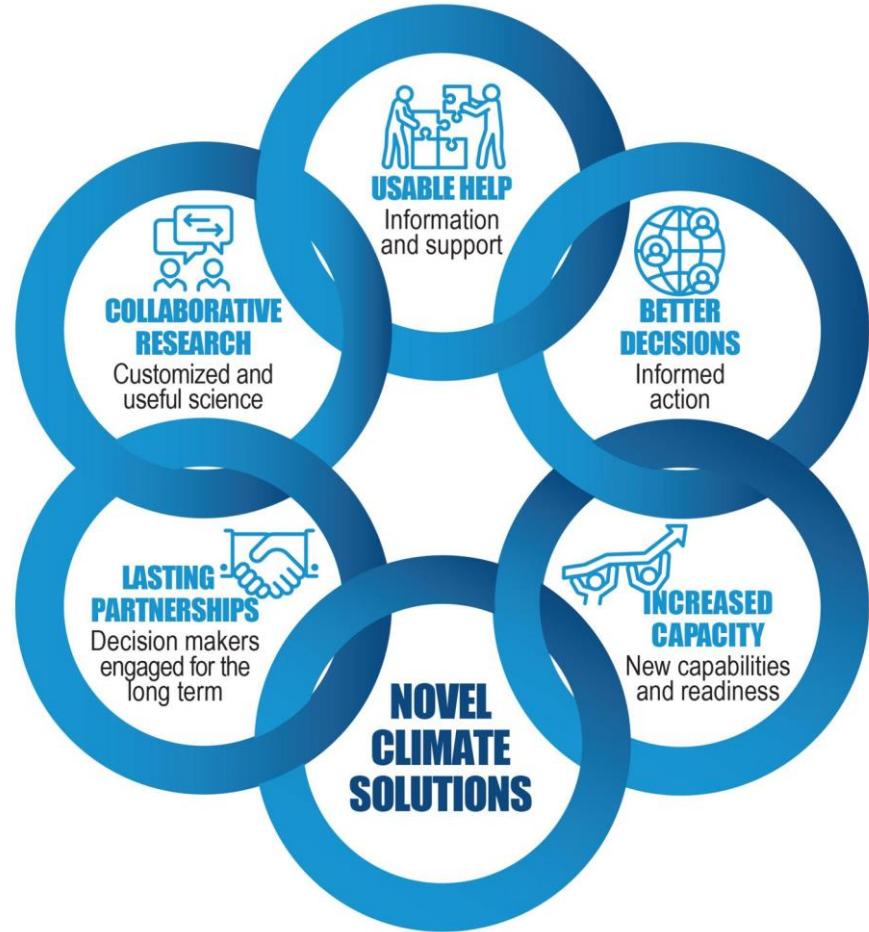 USABLE HELP
Information
and support
BETTER
DECISIONS
Informed
action
INCREASED
CAPACITY
New capabilities
and readiness
NOVEL
CLIMATE
SOLUTIONS
LASTING
PARTNERSHIPS
Decision makers
engaged for the
long term
COLLABORATIVE
RESEARCH
Customized and
useful science